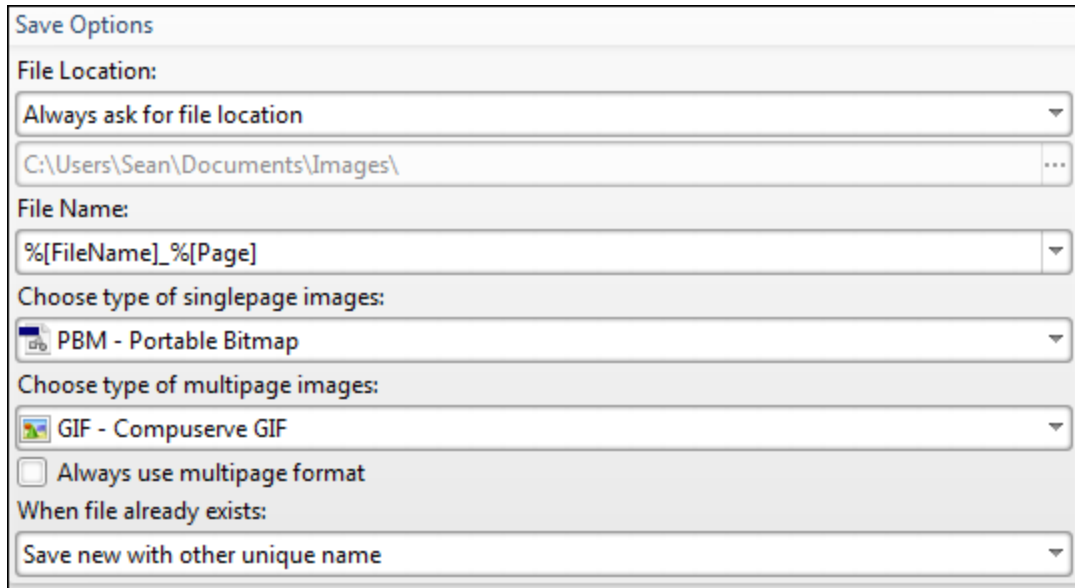 Save Options
File Location:
Always ask for file location
C:\Users\Sean\Documents\Images\
...
File Name:
%[FileName]_%[Page]
Choose type of singlepage images:
PBM - Portable Bitmap
Choose type of multipage images:
GIF - Compuserve GIF
Always use multipage format
When file already exists:
Save new with other unique name